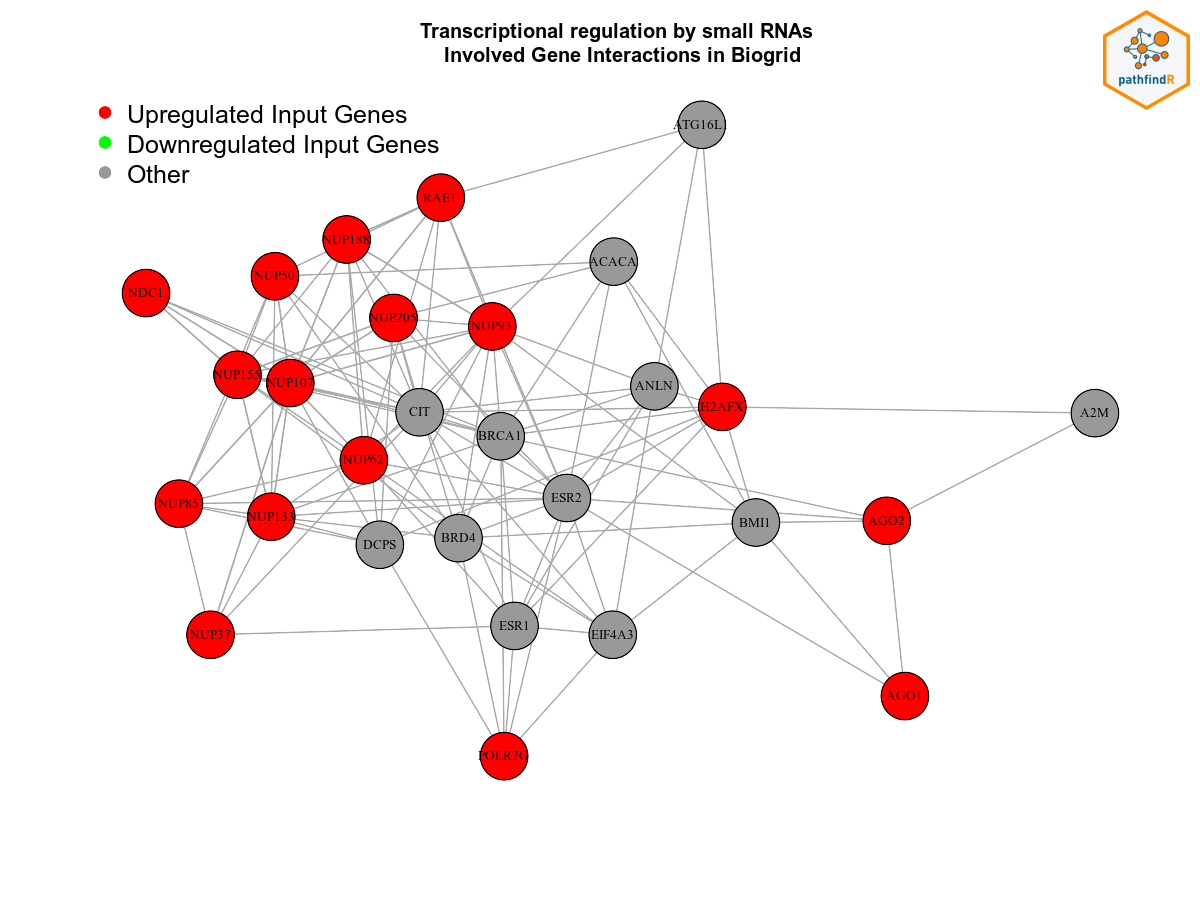 Transcriptional regulation by small RNAs
Involved Gene Interactions in Biogrid
pathfindR
Upregulated Input Genes
Downregulated Input Genes
Other
ATG16L1
RAE1
NUP188
ACACA
NUP50
NDC1
NUP205
NUP93
NUP155
NUP107
ANLN
H2AFX
CIT
A2M
BRCA1
NUP62
ESR2
NUP85
NUP133
BMI1
AGO2
DCPS
BRD4
ESR1
EIF4A3
NUP37
AGO1
POLR2G